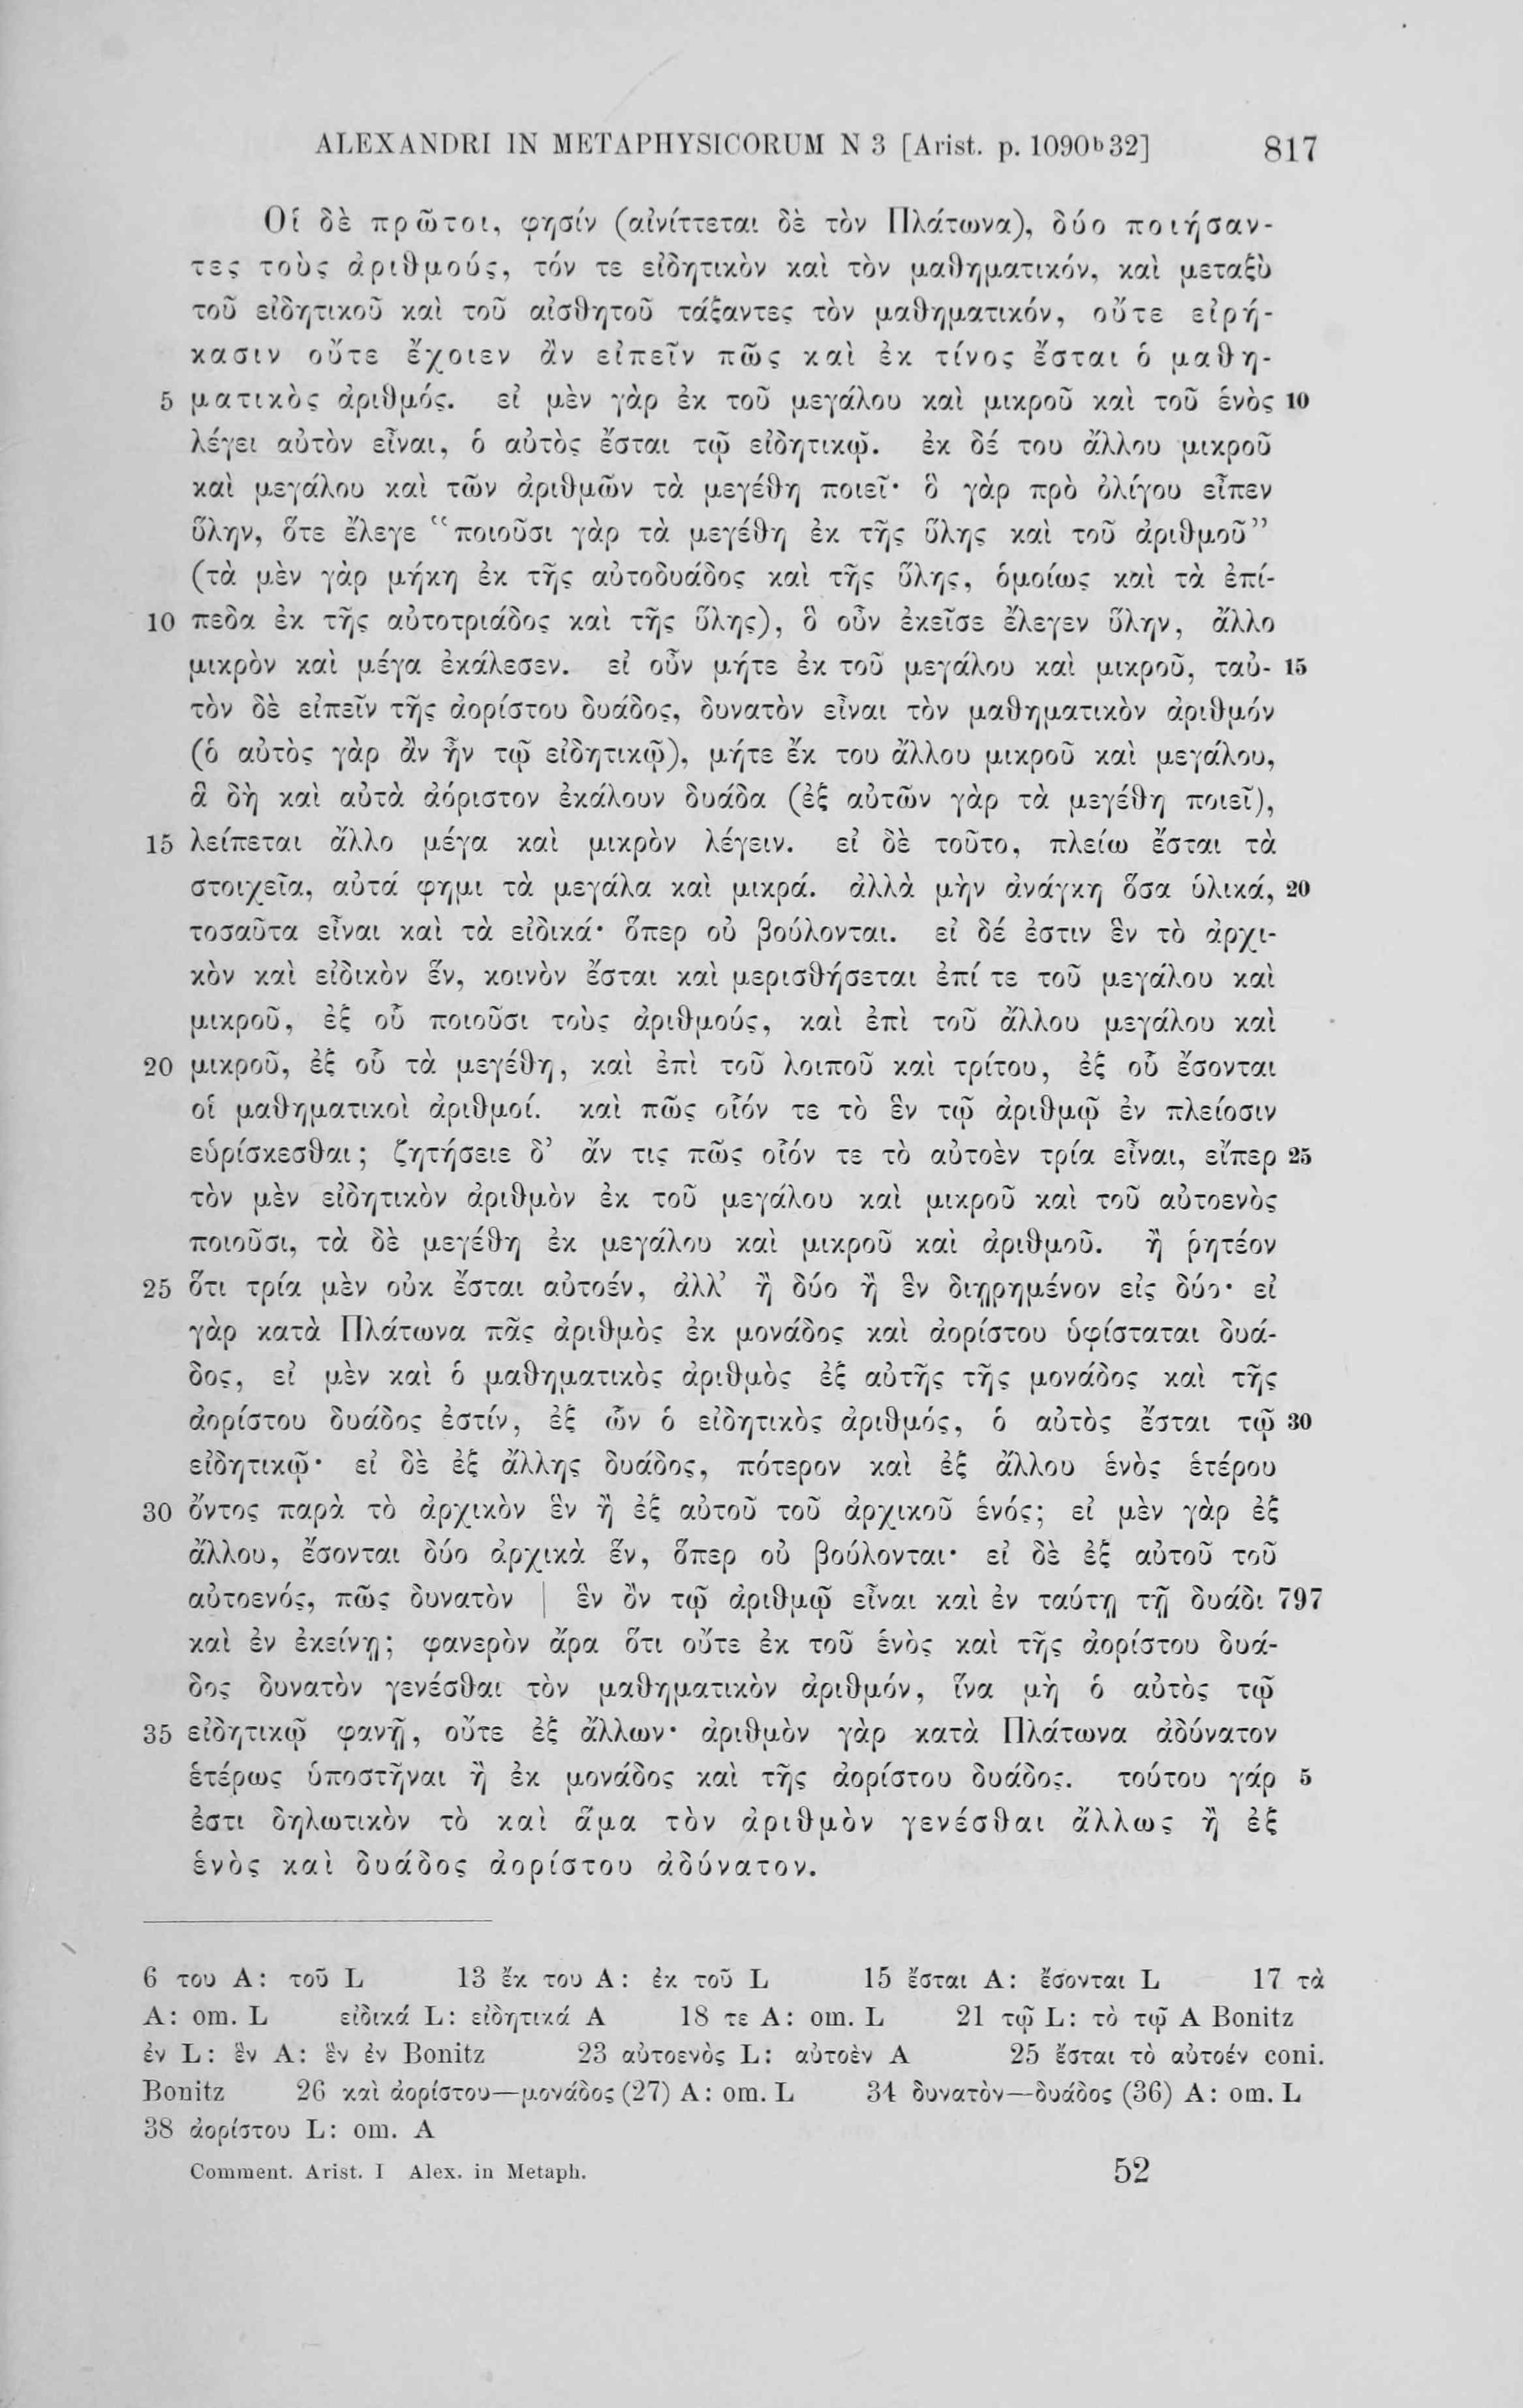 ALEXANDRI IN METAPHYSICORUM N 3 [Arist. p. 1090ᵇ32] 817
Οἱ δὲ πρῶτοι, φησίν (αἰνίττεται δὲ τὸν Πλάτωνα), δύο ποιήσαν-
τες τοὺς ἀριθμούς, τόν τε εἰδητικὸν καὶ τὸν μαθηματικόν, καὶ μεταξὺ
τοῦ εἰδητικοῦ καὶ τοῦ αἰσθητοῦ τάξαντες τὸν μαθηματικόν, οὔτε εἰρή-
κασιν οὔτε ἔχοιεν ἂν εἰπεῖν πῶς καὶ ἐκ τίνος ἔσται ὁ μαθη-
5 ματικὸς ἀριθμός. εἰ μὲν γὰρ ἐκ τοῦ μεγάλου καὶ μικροῦ καὶ τοῦ ἑνὸς 10
λέγει αὐτὸν εἶναι, ὁ αὐτὸς ἔσται τῷ εἰδητικῷ. ἐκ δέ του ἄλλου μικροῦ
καὶ μεγάλου καὶ τῶν ἀριθμῶν τὰ μεγέθη ποιεῖ· ὃ γὰρ πρὸ ὀλίγου εἶπεν
ὕλην, ὅτε ἔλεγε “ποιοῦσι γὰρ τὰ μεγέθη ἐκ τῆς ὕλης καὶ τοῦ ἀριθμοῦ”
(τὰ μὲν γὰρ μήκη ἐκ τῆς αὐτοδυάδος καὶ τῆς ὕλης, ὁμοίως καὶ τὰ ἐπί-
10 πεδα ἐκ τῆς αὐτοτριάδος καὶ τῆς ὕλης), ὃ οὖν ἐκεῖσε ἔλεγεν ὕλην, ἄλλο
μικρὸν καὶ μέγα ἐκάλεσεν. εἰ οὖν μήτε ἐκ τοῦ μεγάλου καὶ μικροῦ, ταὐ- 15
τὸν δὲ εἰπεῖν τῆς ἀορίστου δυάδος, δυνατὸν εἶναι τὸν μαθηματικὸν ἀριθμόν
(ὁ αὐτὸς γὰρ ἂν ἦν τῷ εἰδητικῷ), μήτε ἔκ του ἄλλου μικροῦ καὶ μεγάλου,
ἃ δὴ καὶ αὐτὰ ἀόριστον ἐκάλουν δυάδα (ἐξ αὐτῶν γὰρ τὰ μεγέθη ποιεῖ),
15 λείπεται ἄλλο μέγα καὶ μικρὸν λέγειν. εἰ δὲ τοῦτο, πλείω ἔσται τὰ
στοιχεῖα, αὐτά φημι τὰ μεγάλα καὶ μικρά. ἀλλὰ μὴν ἀνάγκη ὅσα ὑλικά, 20
τοσαῦτα εἶναι καὶ τὰ εἰδικά· ὅπερ οὐ βούλονται. εἰ δέ ἐστιν ἓν τὸ ἀρχι-
κὸν καὶ εἰδικὸν ἕν, κοινὸν ἔσται καὶ μερισθήσεται ἐπί τε τοῦ μεγάλου καὶ
μικροῦ, ἐξ οὗ ποιοῦσι τοὺς ἀριθμούς, καὶ ἐπὶ τοῦ ἄλλου μεγάλου καὶ
20 μικροῦ, ἐξ οὗ τὰ μεγέθη, καὶ ἐπὶ τοῦ λοιποῦ καὶ τρίτου, ἐξ οὗ ἔσονται
οἱ μαθηματικοὶ ἀριθμοί. καὶ πῶς οἷόν τε τὸ ἓν τῷ ἀριθμῷ ἐν πλείοσιν
εὑρίσκεσθαι; ζητήσειε δ’ ἄν τις πῶς οἷόν τε τὸ αὐτοὲν τρία εἶναι, εἴπερ 25
τὸν μὲν εἰδητικὸν ἀριθμὸν ἐκ τοῦ μεγάλου καὶ μικροῦ καὶ τοῦ αὐτοενὸς
ποιοῦσι, τὰ δὲ μεγέθη ἐκ μεγάλου καὶ μικροῦ καὶ ἀριθμοῦ. ἢ ῥητέον
25 ὅτι τρία μὲν οὐκ ἔσται αὐτοέν, ἀλλ’ ἢ δύο ἢ ἓν διῃρημένον εἰς δύο· εἰ
γὰρ κατὰ Πλάτωνα πᾶς ἀριθμὸς ἐκ μονάδος καὶ ἀορίστου ὑφίσταται δυά-
δος, εἰ μὲν καὶ ὁ μαθηματικὸς ἀριθμὸς ἐξ αὐτῆς τῆς μονάδος καὶ τῆς
ἀορίστου δυάδος ἐστίν, ἐξ ὧν ὁ εἰδητικὸς ἀριθμός, ὁ αὐτὸς ἔσται τῷ 30
εἰδητικῷ· εἰ δὲ ἐξ ἄλλης δυάδος, πότερον καὶ ἐξ ἄλλου ἑνὸς ἑτέρου
30 ὄντος παρὰ τὸ ἀρχικὸν ἓν ἢ ἐξ αὐτοῦ τοῦ ἀρχικοῦ ἑνός; εἰ μὲν γὰρ ἐξ
ἄλλου, ἔσονται δύο ἀρχικὰ ἕν, ὅπερ οὐ βούλονται· εἰ δὲ ἐξ αὐτοῦ τοῦ
αὐτοενός, πῶς δυνατὸν | ἓν ὂν τῷ ἀριθμῷ εἶναι καὶ ἐν ταύτῃ τῇ δυάδι 797
καὶ ἐν ἐκείνῃ; φανερὸν ἄρα ὅτι οὔτε ἐκ τοῦ ἑνὸς καὶ τῆς ἀορίστου δυά-
δος δυνατὸν γενέσθαι τὸν μαθηματικὸν ἀριθμόν, ἵνα μὴ ὁ αὐτὸς τῷ
35 εἰδητικῷ φανῇ, οὔτε ἐξ ἄλλων· ἀριθμὸν γὰρ κατὰ Πλάτωνα ἀδύνατον
ἑτέρως ὑποστῆναι ἢ ἐκ μονάδος καὶ τῆς ἀορίστου δυάδος. τούτου γάρ 5
ἐστι δηλωτικὸν τὸ καὶ ἅμα τὸν ἀριθμὸν γενέσθαι ἄλλως ἢ ἐξ
ἑνὸς καὶ δυάδος ἀορίστου ἀδύνατον.
6 του A: τοῦ L 13 ἔκ του A: ἐκ τοῦ L 15 ἔσται A: ἔσονται L 17 τὰ
A: om. L εἰδικά L: εἰδητικά A 18 τε A: om. L 21 τῷ L: τὸ τῷ A Bonitz
ἐν L: ἓν A: ἓν ἐν Bonitz 23 αὐτοενὸς L: αὐτοὲν A 25 ἔσται τὸ αὐτοέν coni.
Bonitz 26 καὶ ἀορίστου—μονάδος (27) A: om. L 34 δυνατὸν—δυάδος (36) A: om. L
38 ἀορίστου L: om. A
Comment. Arist. I Alex. in Metaph. 52